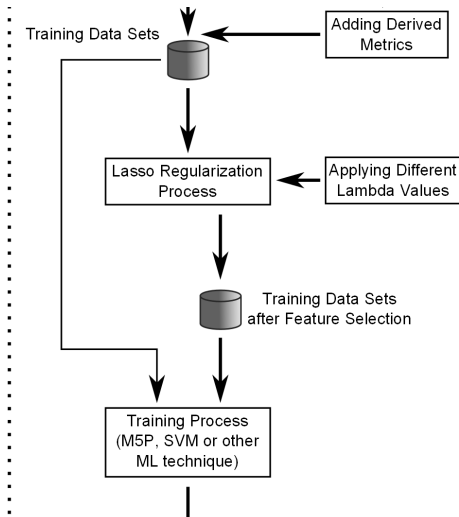 Training Data Sets
Adding Derived
Metrics
Lasso Regularization
Process
Applying Different
Lambda Values
Training Data Sets
after Feature Selection
Training Process
(M5P, SVM or other
ML technique)